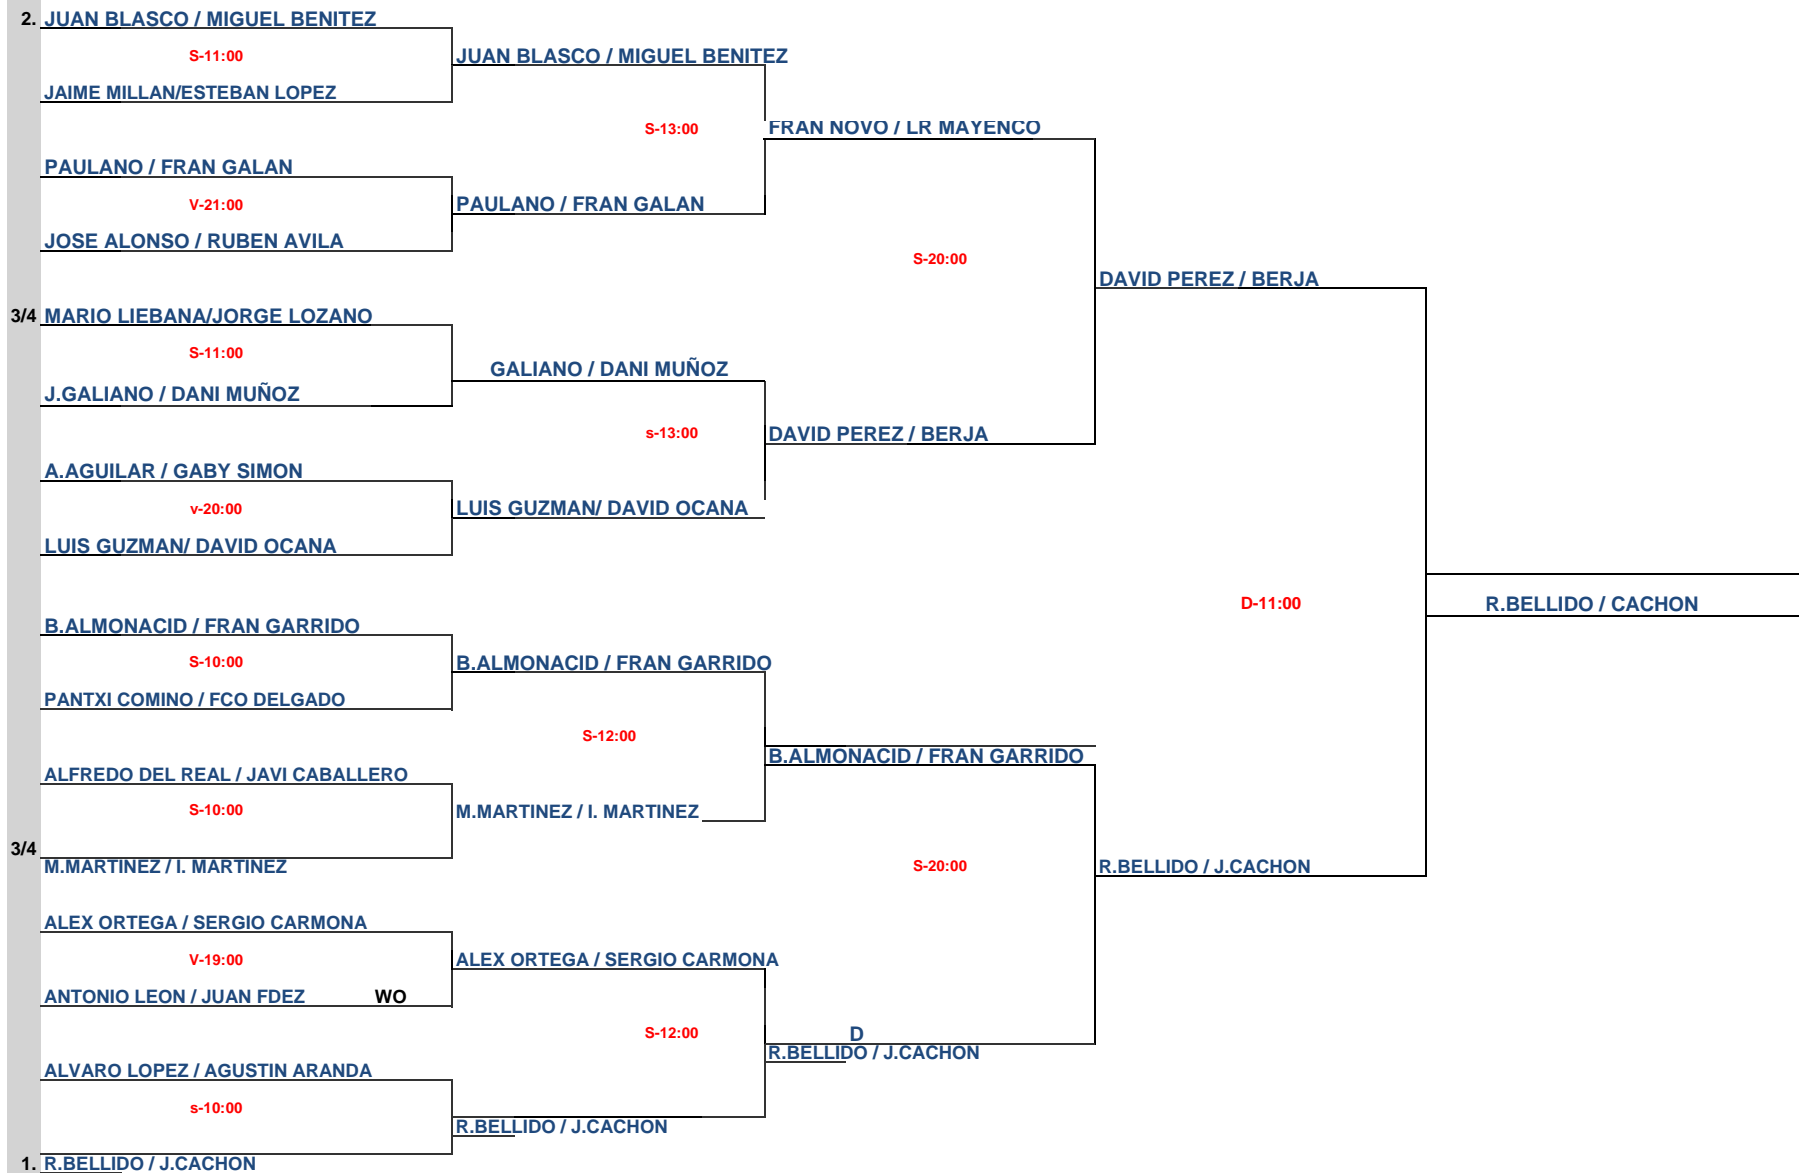 2. JUAN BLASCO / MIGUEL BENITEZ
S-11:00
JUAN BLASCO / MIGUEL BENITEZ
JAIME MILLAN/ESTEBAN LOPEZ
S-13:00
FRAN NOVO / LR MAYENCO
PAULANO / FRAN GALAN
V-21:00
PAULANO / FRAN GALAN
JOSE ALONSO / RUBEN AVILA
S-20:00
DAVID PEREZ / BERJA
3/4 MARIO LIEBANA/JORGE LOZANO
S-11:00
GALIANO / DANI MUÑOZ
J.GALIANO / DANI MUÑOZ
s-13:00
DAVID PEREZ / BERJA
A.AGUILAR / GABY SIMON
v-20:00
LUIS GUZMAN/ DAVID OCANA
LUIS GUZMAN/ DAVID OCANA
D-11:00
R.BELLIDO / CACHON
B.ALMONACID / FRAN GARRIDO
S-10:00
B.ALMONACID / FRAN GARRIDO
PANTXI COMINO / FCO DELGADO
S-12:00
B.ALMONACID / FRAN GARRIDO
ALFREDO DEL REAL / JAVI CABALLERO
S-10:00
M.MARTINEZ / I. MARTINEZ
3/4
M.MARTINEZ / I. MARTINEZ
S-20:00
R.BELLIDO / J.CACHON
ALEX ORTEGA / SERGIO CARMONA
V-19:00
ALEX ORTEGA / SERGIO CARMONA
ANTONIO LEON / JUAN FDEZ WO
S-12:00
D
R.BELLIDO / J.CACHON
ALVARO LOPEZ / AGUSTIN ARANDA
s-10:00
R.BELLIDO / J.CACHON
1. R.BELLIDO / J.CACHON